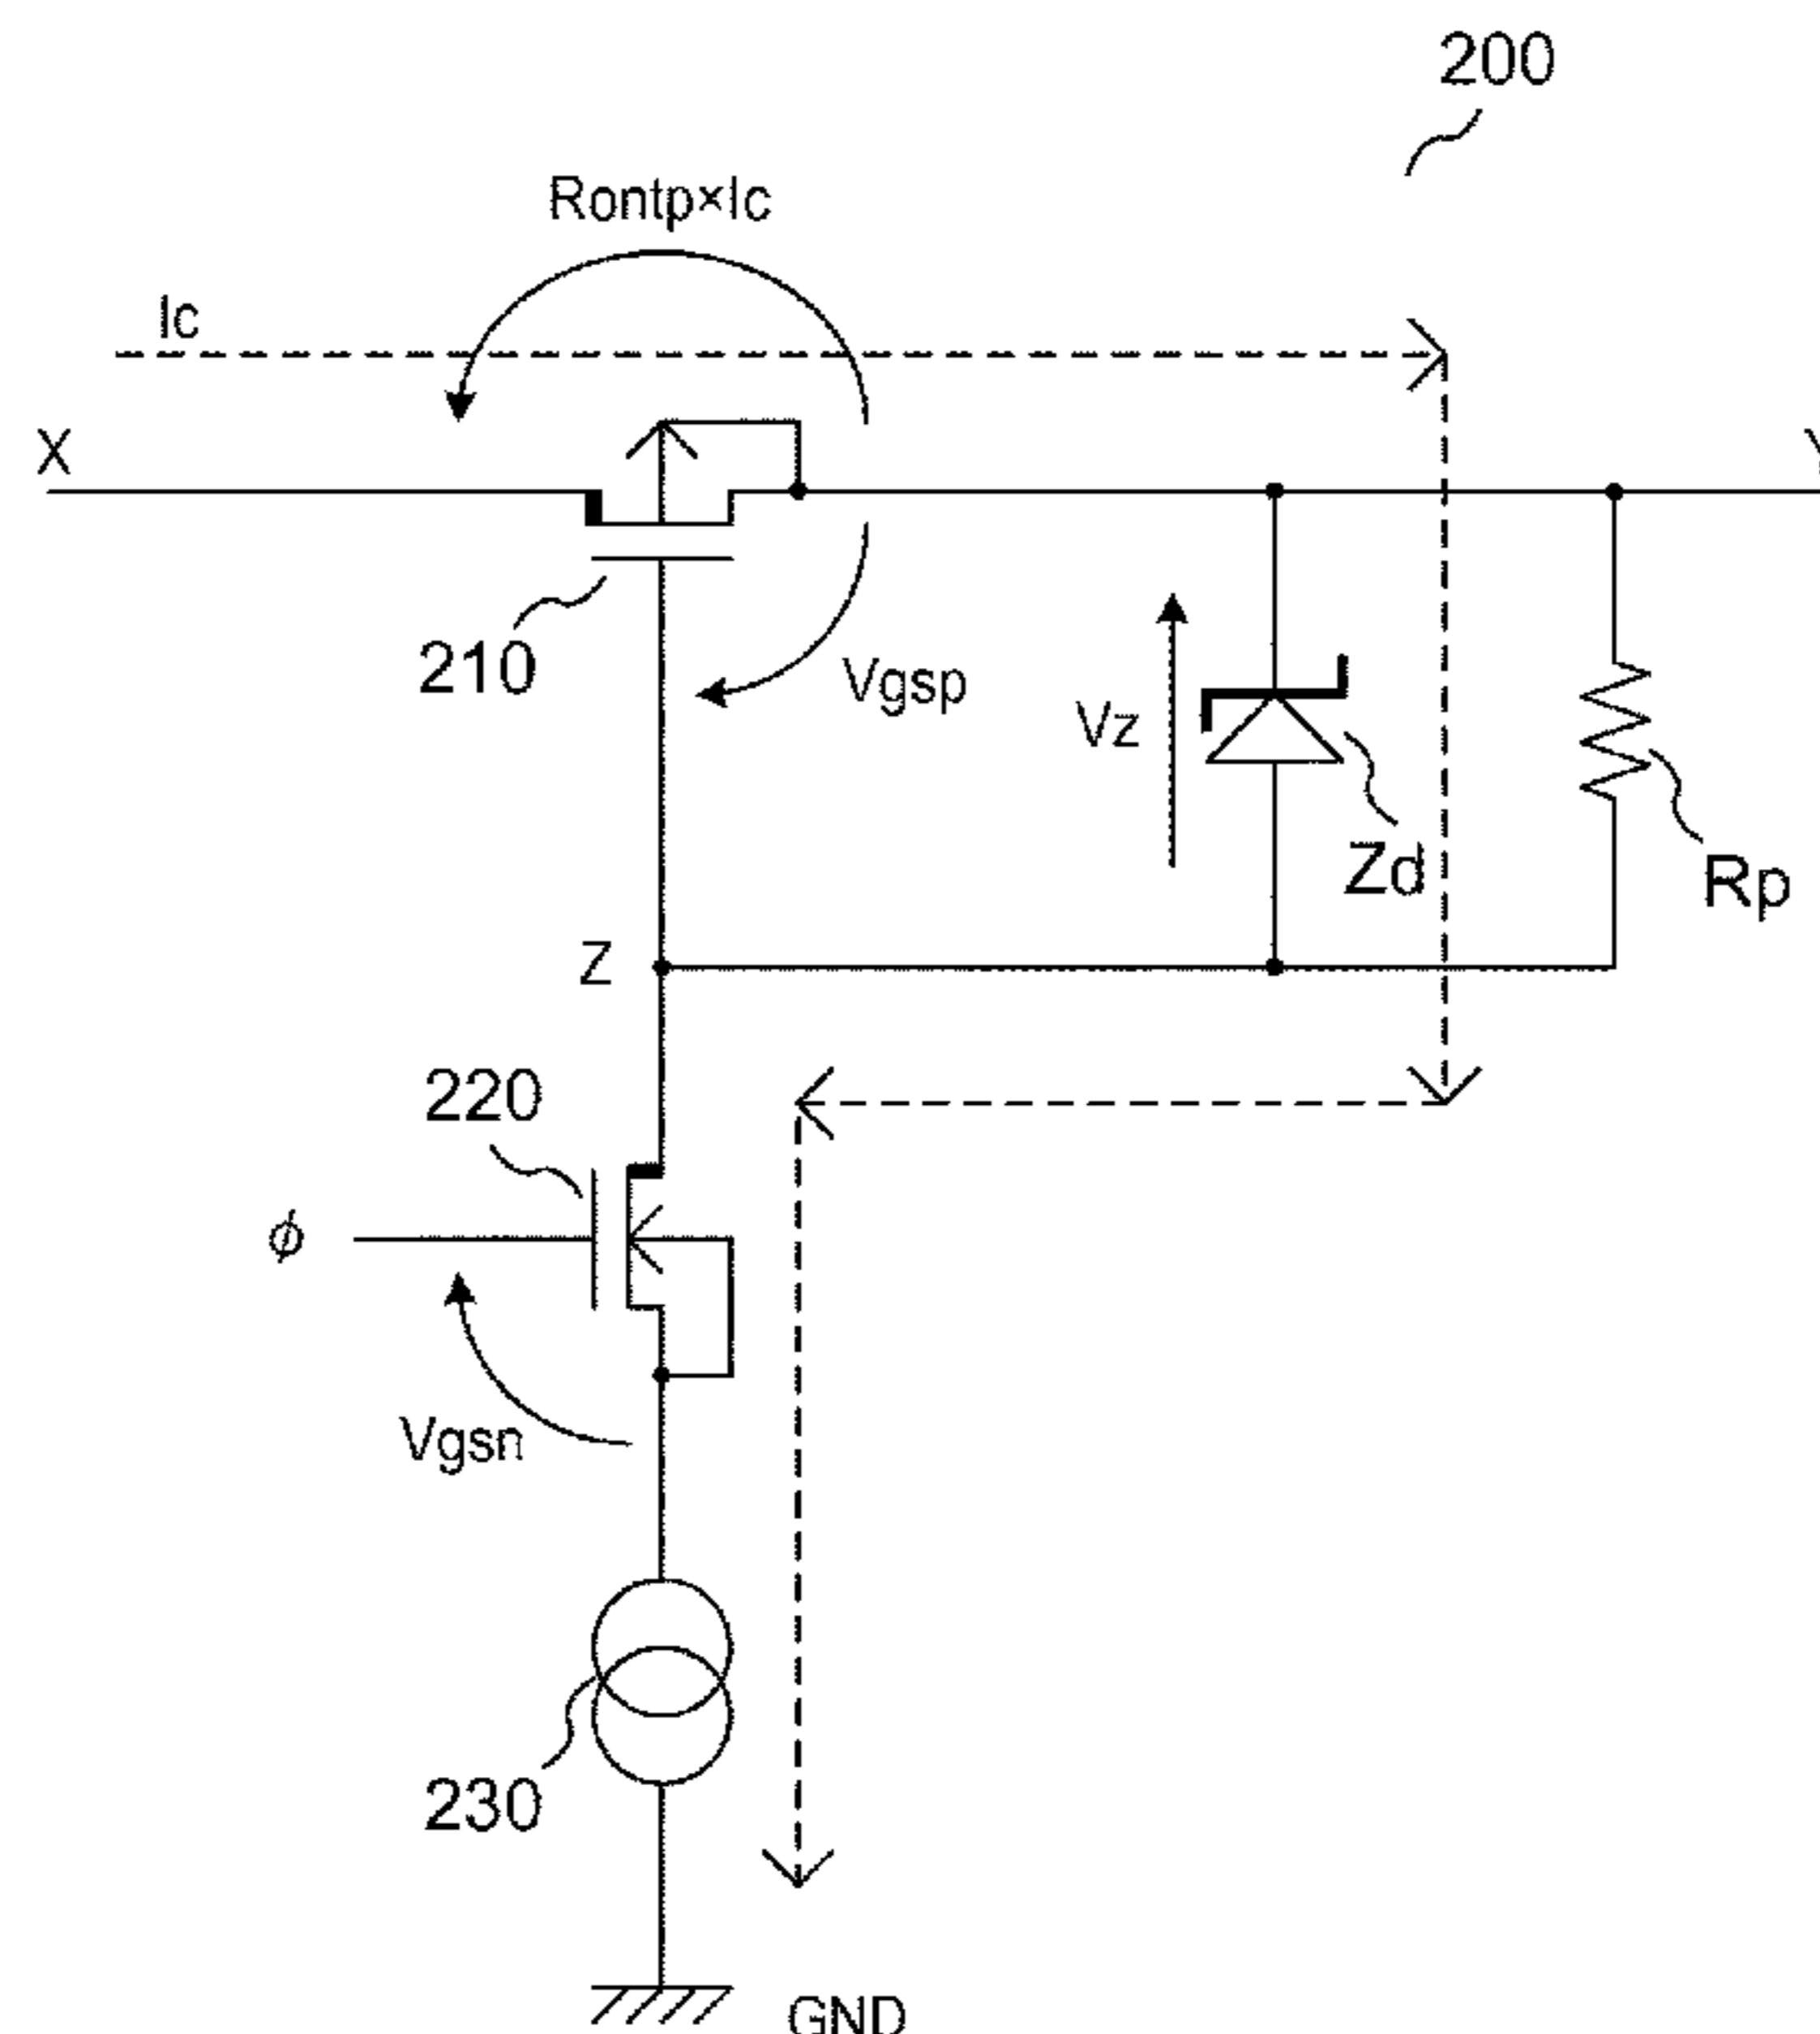 200
Rontp×Ic
Ic
X
Y
210
Vgsp
Vz
Zd
Rp
Z
220
ϕ
Vgsn
230
GND